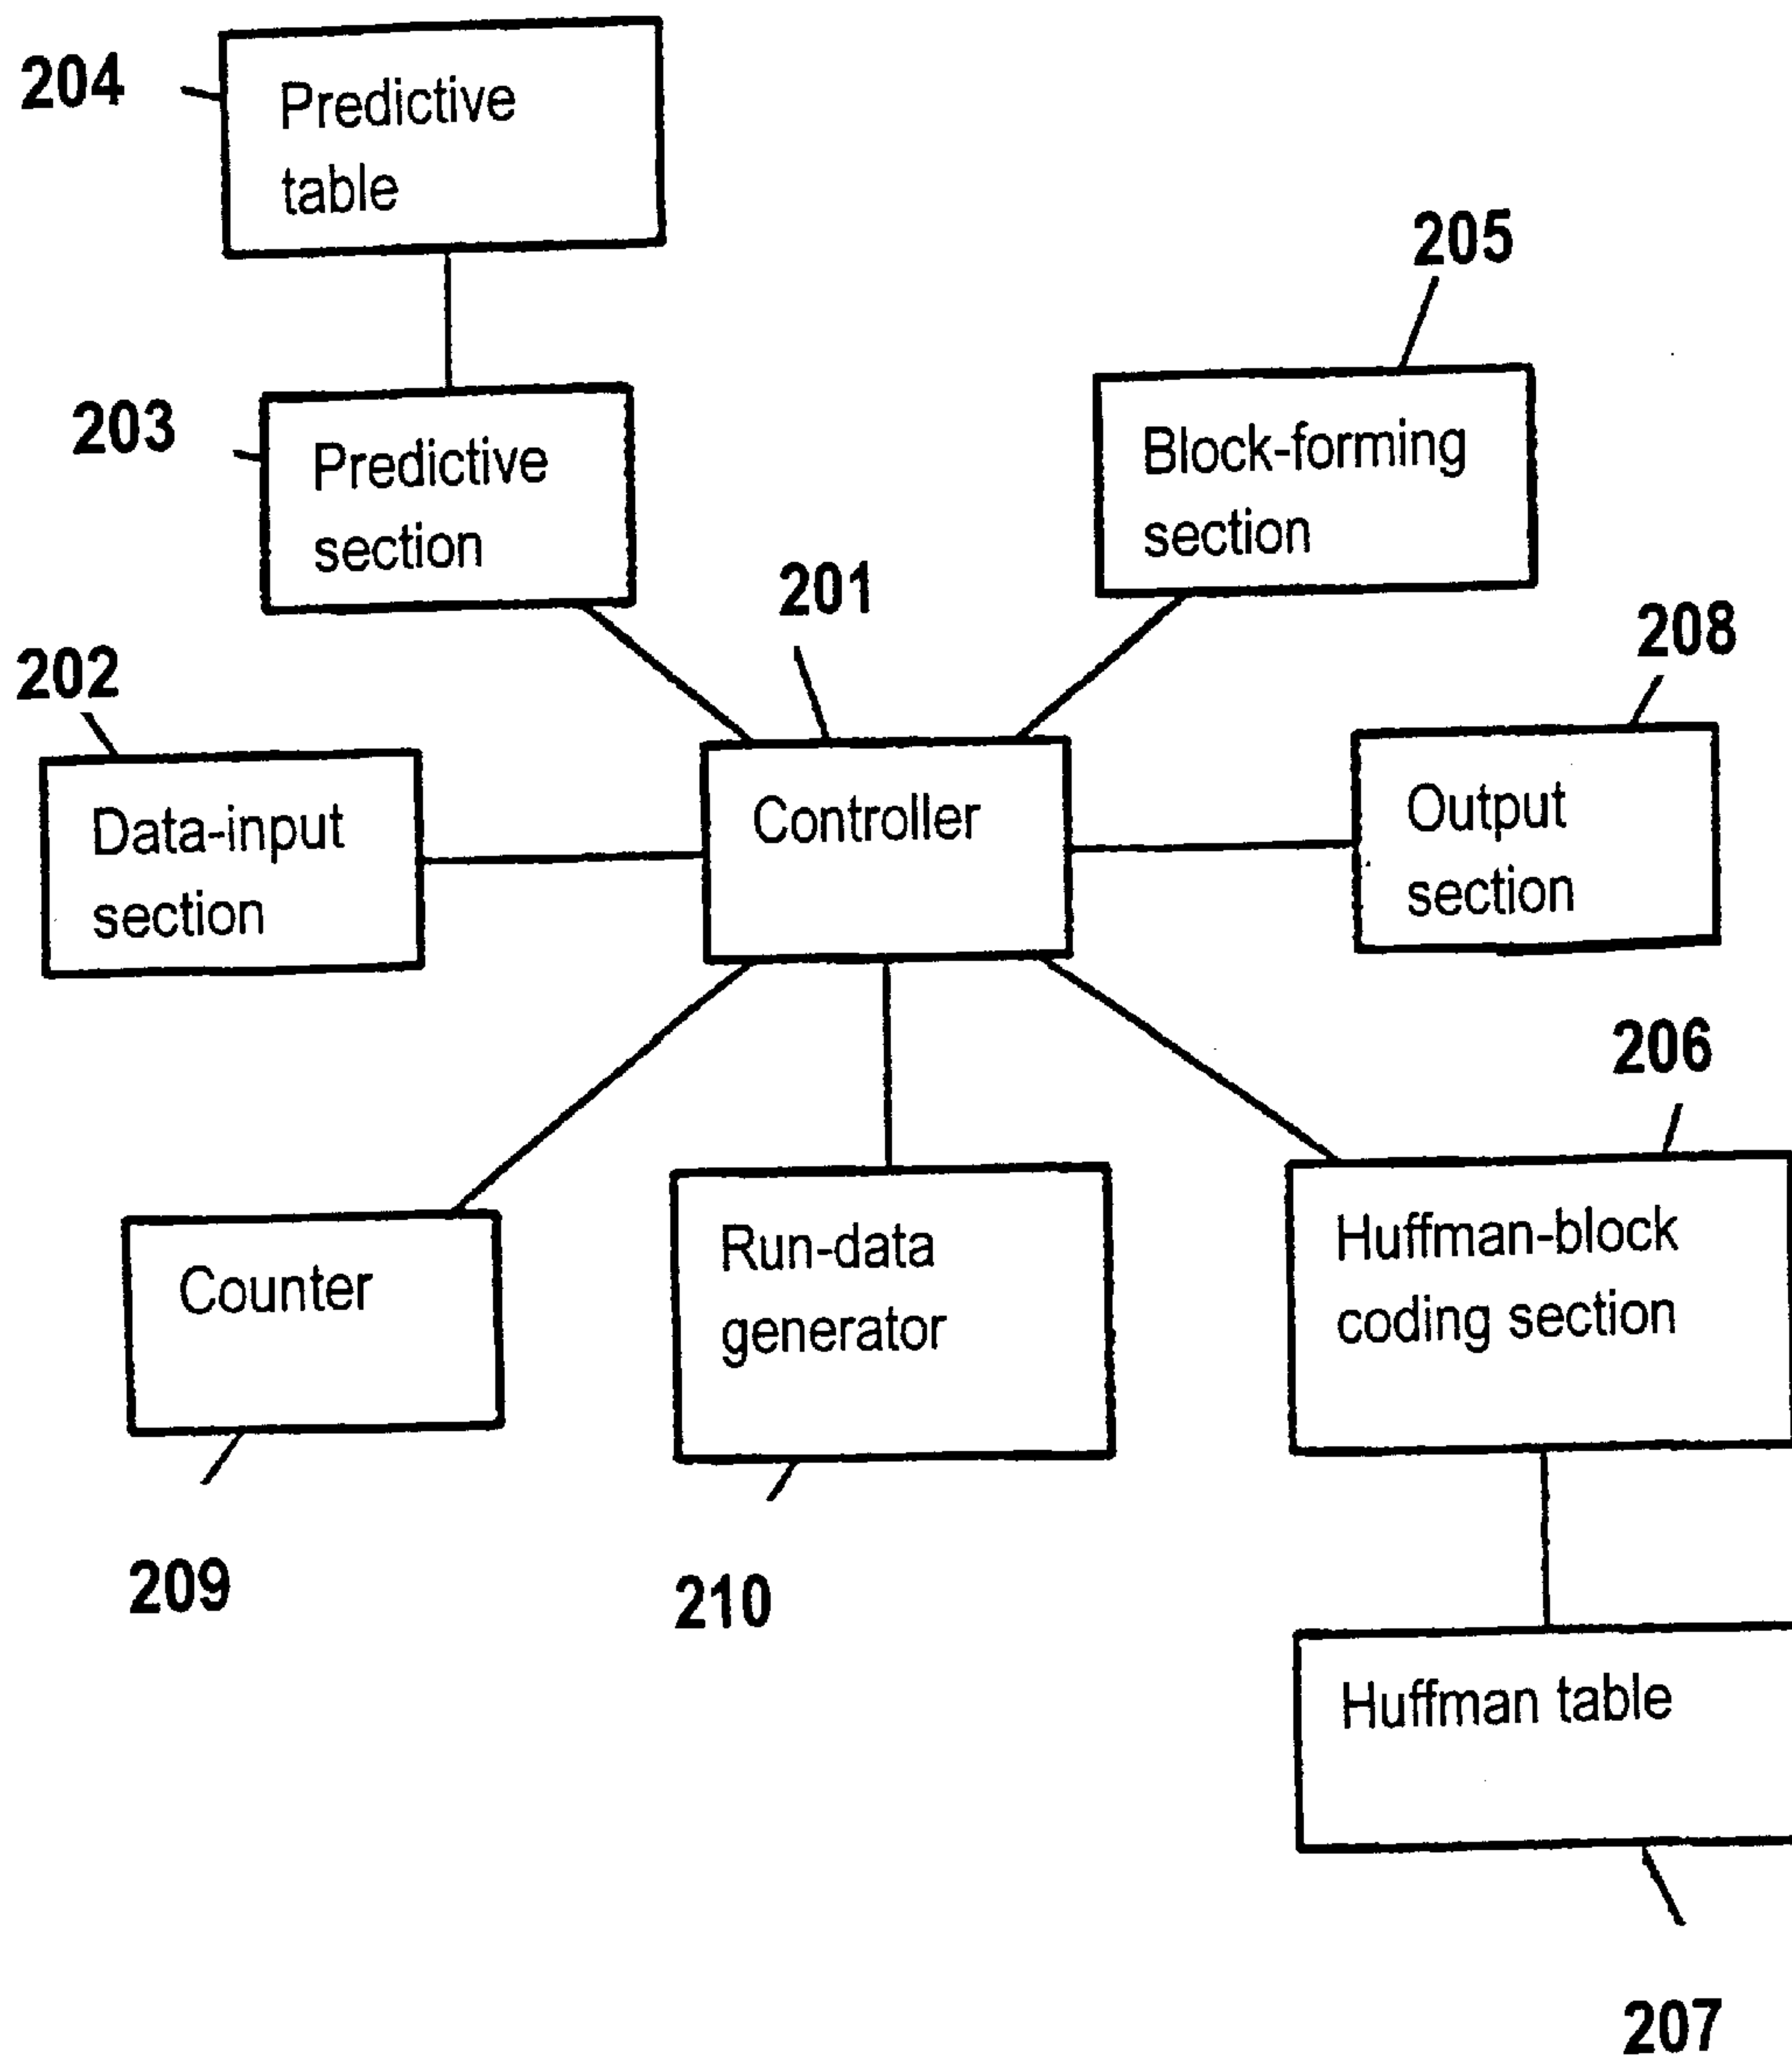 204
Predictive
table
205
203
Predictive
section
Block-forming
section
201
208
202
Data-input
section
Controller
Output
section
206
Counter
Run-data
generator
Huffman-block
coding section
209
210
Huffman table
207